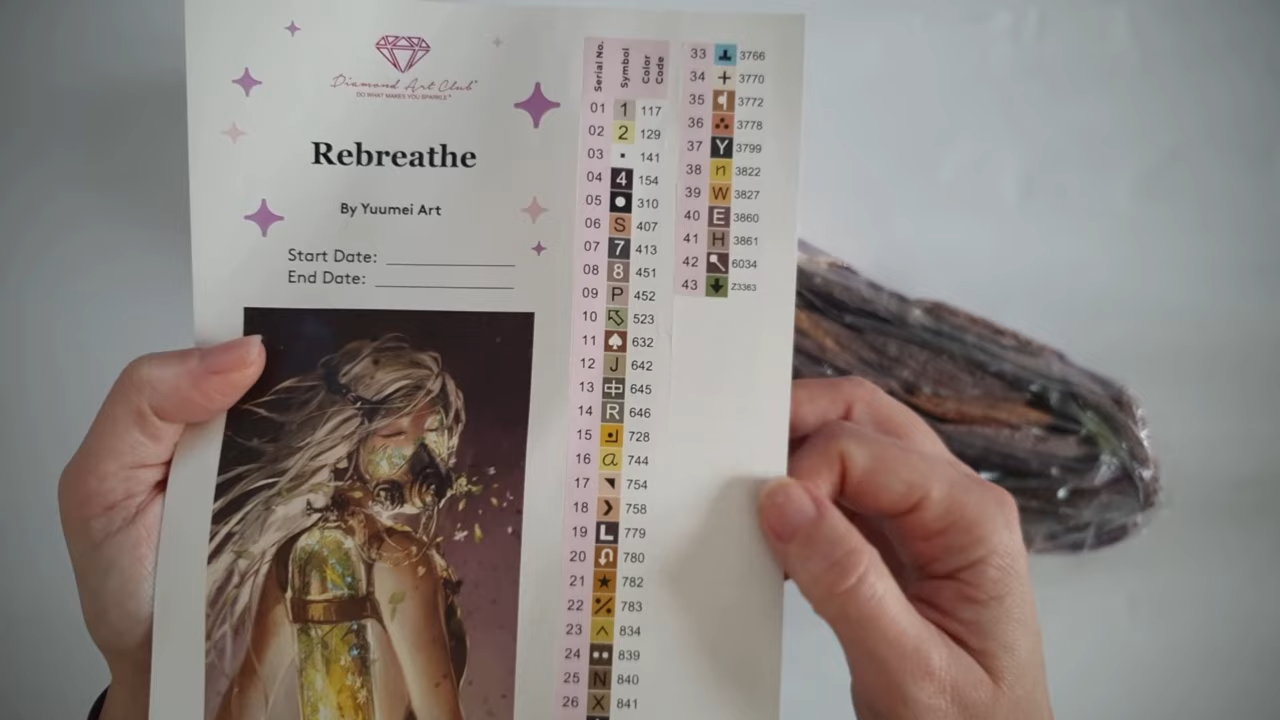 Diamond Art Club
DO WHAT MAKES YOU SPARKLE
Rebreathe
By Yuumei Art
Start Date:
End Date:
Serial No. Symbol Color Code
01 1 117
02 2 129
03 141
04 4 154
05 310
06 S 407
07 7 413
08 8 451
09 P 452
10 523
11 632
12 J 642
13 中 645
14 R 646
15 728
16 a 744
17 754
18 758
19 L 779
20 780
21 ★ 782
22 783
23 834
24 839
25 N 840
26 X 841
33 3766
34 + 3770
35 3772
36 3778
37 Y 3799
38 n 3822
39 W 3827
40 E 3860
41 H 3861
42 6034
43 Z3363